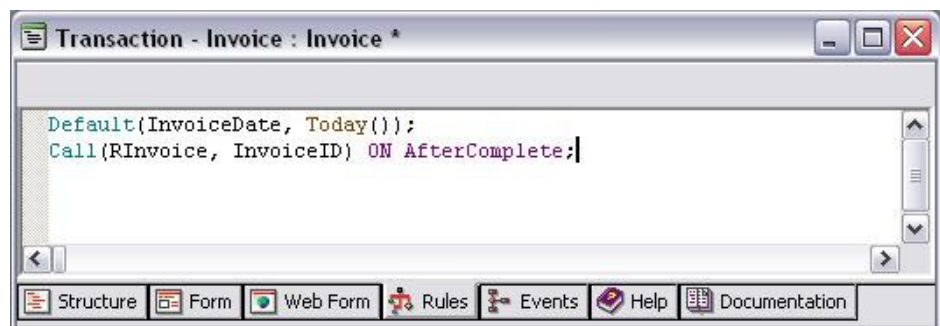 Transaction - Invoice : Invoice *
Default(InvoiceDate, Today());
Call(RInvoice, InvoiceID) ON AfterComplete;
Structure Form Web Form Rules Events Help Documentation